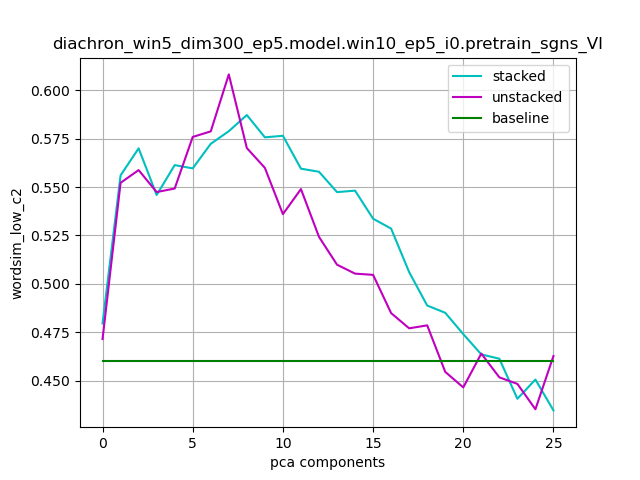 diachron_win5_dim300_ep5.model.win10_ep5_i0.pretrain_sgns_VI
stacked
unstacked
baseline
wordsim_low_c2
0.600
0.575
0.550
0.525
0.500
0.475
0.450
0 5 10 15 20 25
pca components